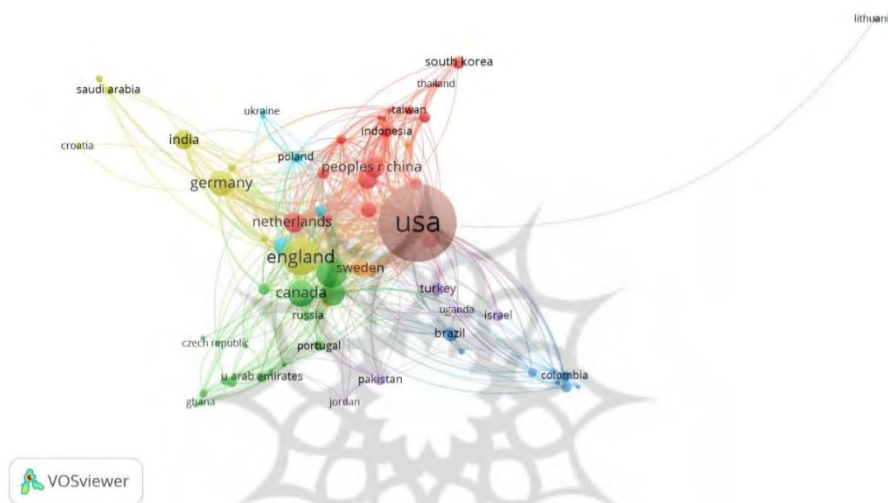 lithuani
south korea
thailand
saudi arabia
taiwan
ukraine
indonesia
croatia
india
poland
peoples r china
germany
netherlands
usa
england
sweden
canada
turkey
uganda
israel
russia
brazil
czech republic
portugal
u arab emirates
pakistan
colombia
ghana
jordan
VOSviewer